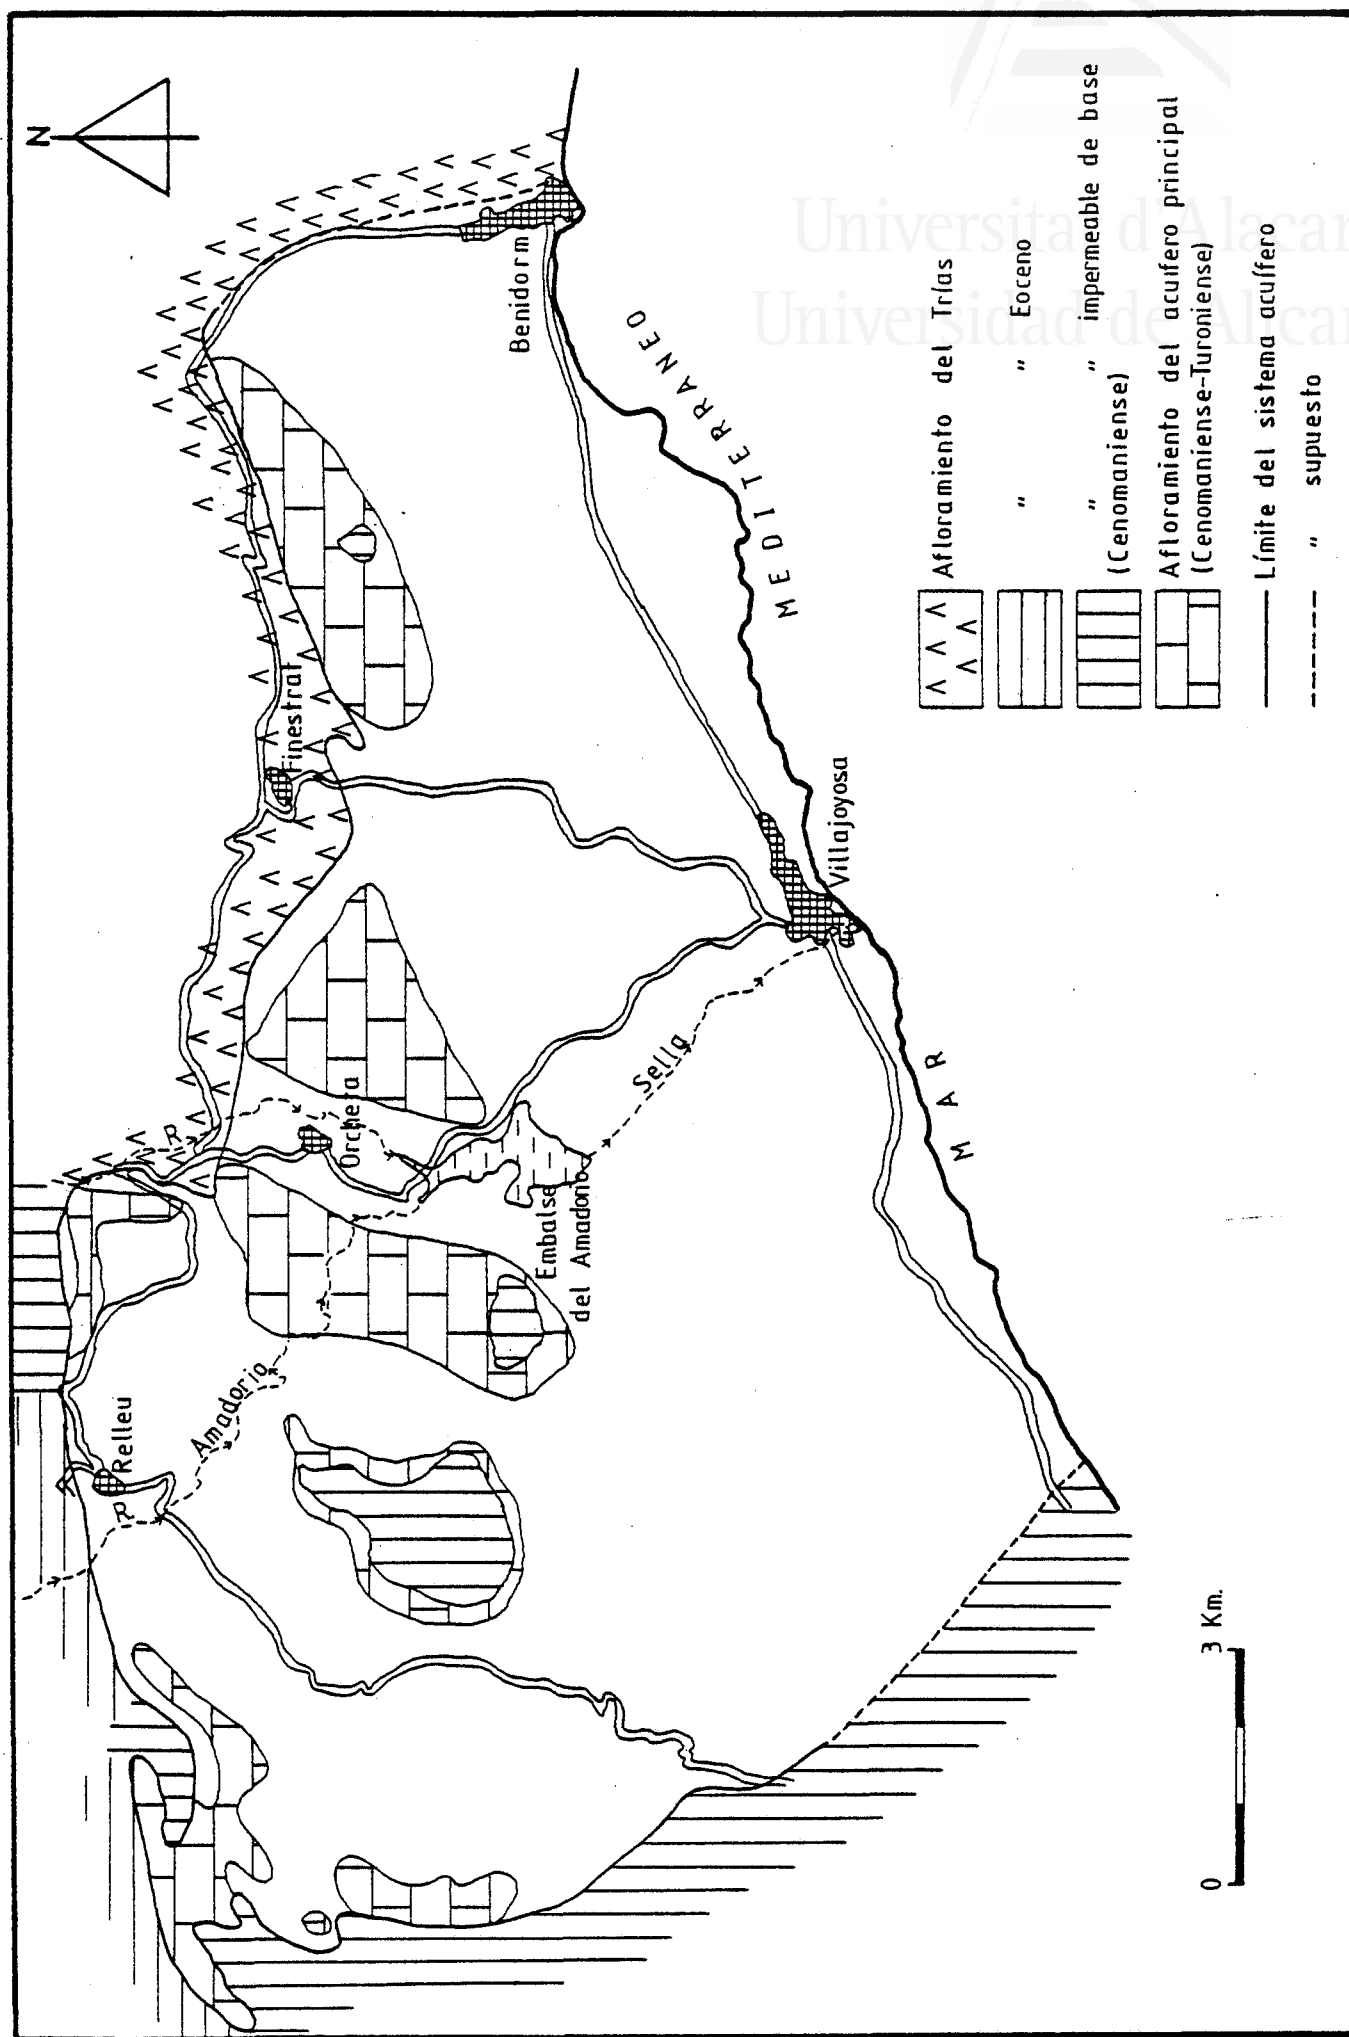 N
Universitat d'Alacant
Universidad de Alicante
Benidorm
Finestrat
Orcheta
R.
Relleu
R.
Amadorio
Embalse
del Amadorio
Sella
Villajoyosa
MAR MEDITERRANEO
Afloramiento del Trías
" " Eoceno
" " impermeable de base
(Cenomaniense)
Afloramiento del acuífero principal
(Cenomaniense-Turoniense)
Límite del sistema acuífero
" supuesto
0 3 Km.